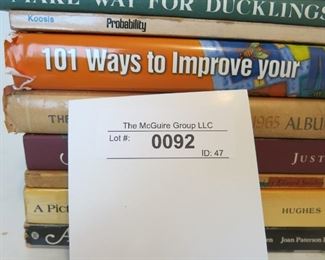 MAKE WAY FOR DUCKLINGS
Koosis Probability
101 Ways to Improve your
The McGuire Group LLC
Lot #: 0092
ID: 47
THE 1965 ALBU
JUST
A Pict HUGHES
A Joan Paterson